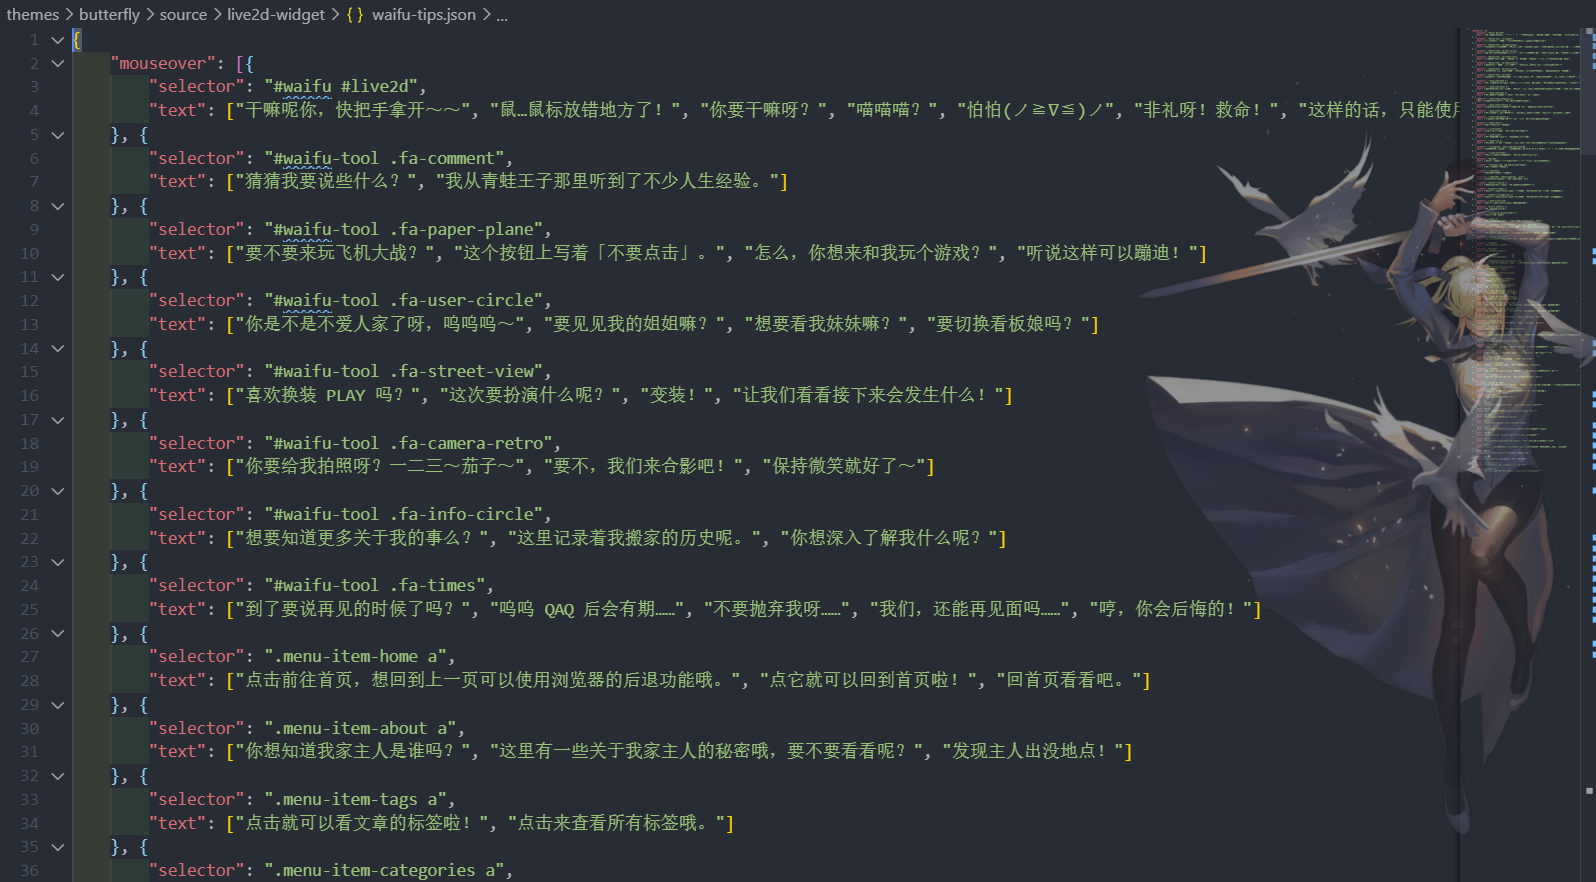 themes > butterfly > source > live2d-widget > {} waifu-tips.json > ...
1 {
2 "mouseover": [{
3 "selector": "#waifu #live2d",
4 "text": ["干嘛呢你，快把手拿开～～", "鼠…鼠标放错地方了！", "你要干嘛呀？", "喵喵喵？", "怕怕(ノ≧∇≦)ノ", "非礼呀！救命！", "这样的话，只能使用
5 }, {
6 "selector": "#waifu-tool .fa-comment",
7 "text": ["猜猜我要说些什么？", "我从青蛙王子那里听到了不少人生经验。"]
8 }, {
9 "selector": "#waifu-tool .fa-paper-plane",
10 "text": ["要不要来玩飞机大战？", "这个按钮上写着「不要点击」。", "怎么，你想来和我玩个游戏？", "听说这样可以蹦迪！"]
11 }, {
12 "selector": "#waifu-tool .fa-user-circle",
13 "text": ["你是不是不爱人家了呀，呜呜呜～", "要见见我的姐姐嘛？", "想要看我妹妹嘛？", "要切换看板娘吗？"]
14 }, {
15 "selector": "#waifu-tool .fa-street-view",
16 "text": ["喜欢换装 PLAY 吗？", "这次要扮演什么呢？", "变装！", "让我们看看接下来会发生什么！"]
17 }, {
18 "selector": "#waifu-tool .fa-camera-retro",
19 "text": ["你要给我拍照呀？一二三～茄子～", "要不，我们来合影吧！", "保持微笑就好了～"]
20 }, {
21 "selector": "#waifu-tool .fa-info-circle",
22 "text": ["想要知道更多关于我的事么？", "这里记录着我搬家的历史呢。", "你想深入了解我什么呢？"]
23 }, {
24 "selector": "#waifu-tool .fa-times",
25 "text": ["到了要说再见的时候了吗？", "呜呜 QAQ 后会有期……", "不要抛弃我呀……", "我们，还能再见面吗……", "哼，你会后悔的！"]
26 }, {
27 "selector": ".menu-item-home a",
28 "text": ["点击前往首页，想回到上一页可以使用浏览器的后退功能哦。", "点它就可以回到首页啦！", "回首页看看吧。"]
29 }, {
30 "selector": ".menu-item-about a",
31 "text": ["你想知道我家主人是谁吗？", "这里有一些关于我家主人的秘密哦，要不要看看呢？", "发现主人出没地点！"]
32 }, {
33 "selector": ".menu-item-tags a",
34 "text": ["点击就可以看文章的标签啦！", "点击来查看所有标签哦。"]
35 }, {
36 "selector": ".menu-item-categories a",